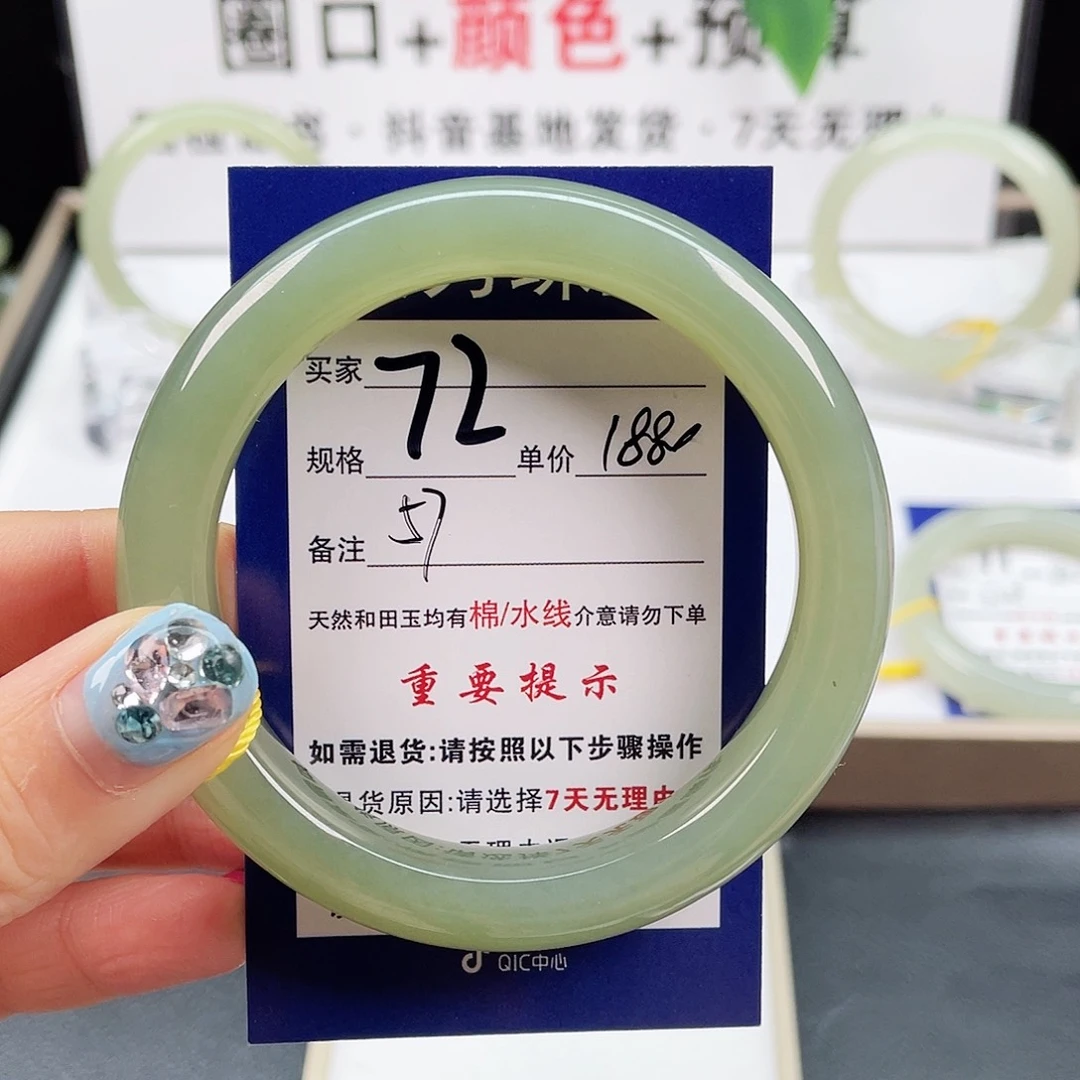 圈口+颜色+预算
抖音基地发货·7天无理
买家
72
规格 单价 188
备注 57
天然和田玉均有棉/水线介意请勿下单
重要提示
如需退货:请按照以下步骤操作
货原因:请选择7天无理由
QIC中心